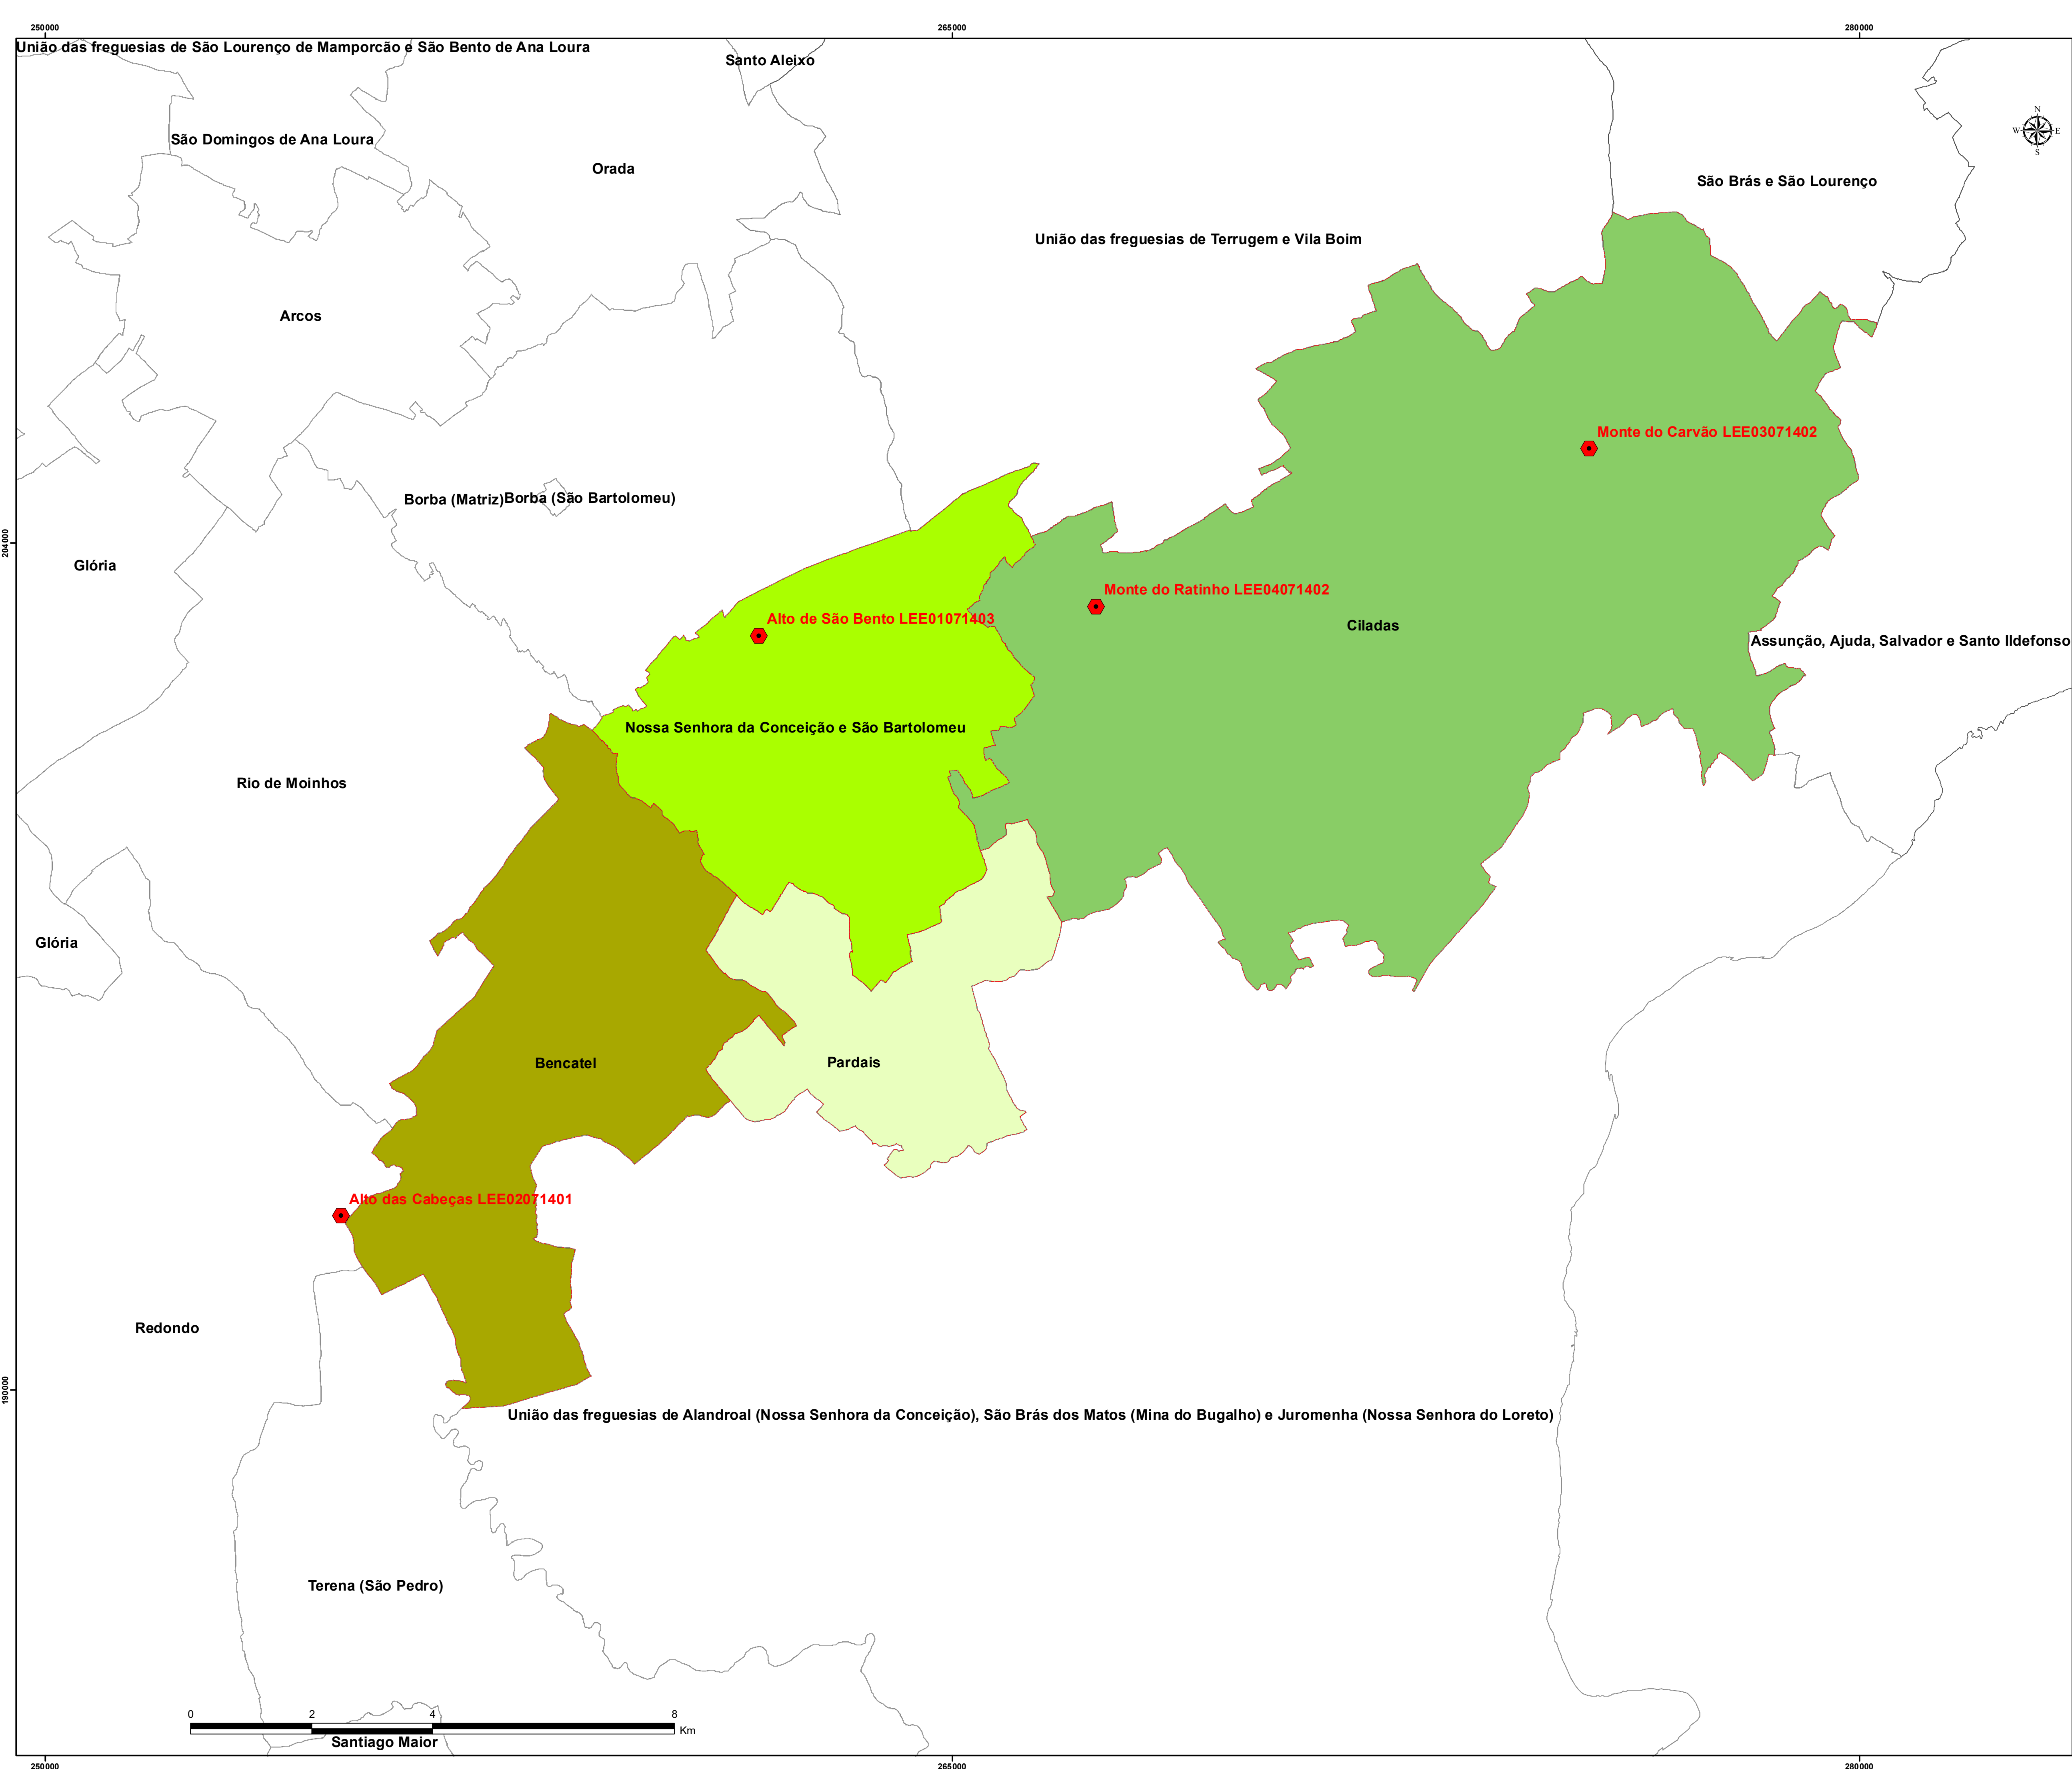 250000
265000
280000
União das freguesias de São Lourenço de Mamporcão e São Bento de Ana Loura
Santo Aleixo
N
W E
S
São Domingos de Ana Loura
Orada
São Brás e São Lourenço
União das freguesias de Terrugem e Vila Boim
Arcos
Monte do Carvão LEE03071402
Borba (Matriz)
Borba (São Bartolomeu)
204000
Glória
Monte do Ratinho LEE04071402
Alto de São Bento LEE01071403
Ciladas
Assunção, Ajuda, Salvador e Santo Ildefonso
Nossa Senhora da Conceição e São Bartolomeu
Rio de Moinhos
Glória
Bencatel
Pardais
Alto das Cabeças LEE02071401
Redondo
190000
União das freguesias de Alandroal (Nossa Senhora da Conceição), São Brás dos Matos (Mina do Bugalho) e Juromenha (Nossa Senhora do Loreto)
Terena (São Pedro)
0 2 4 8
Km
Santiago Maior
250000
265000
280000